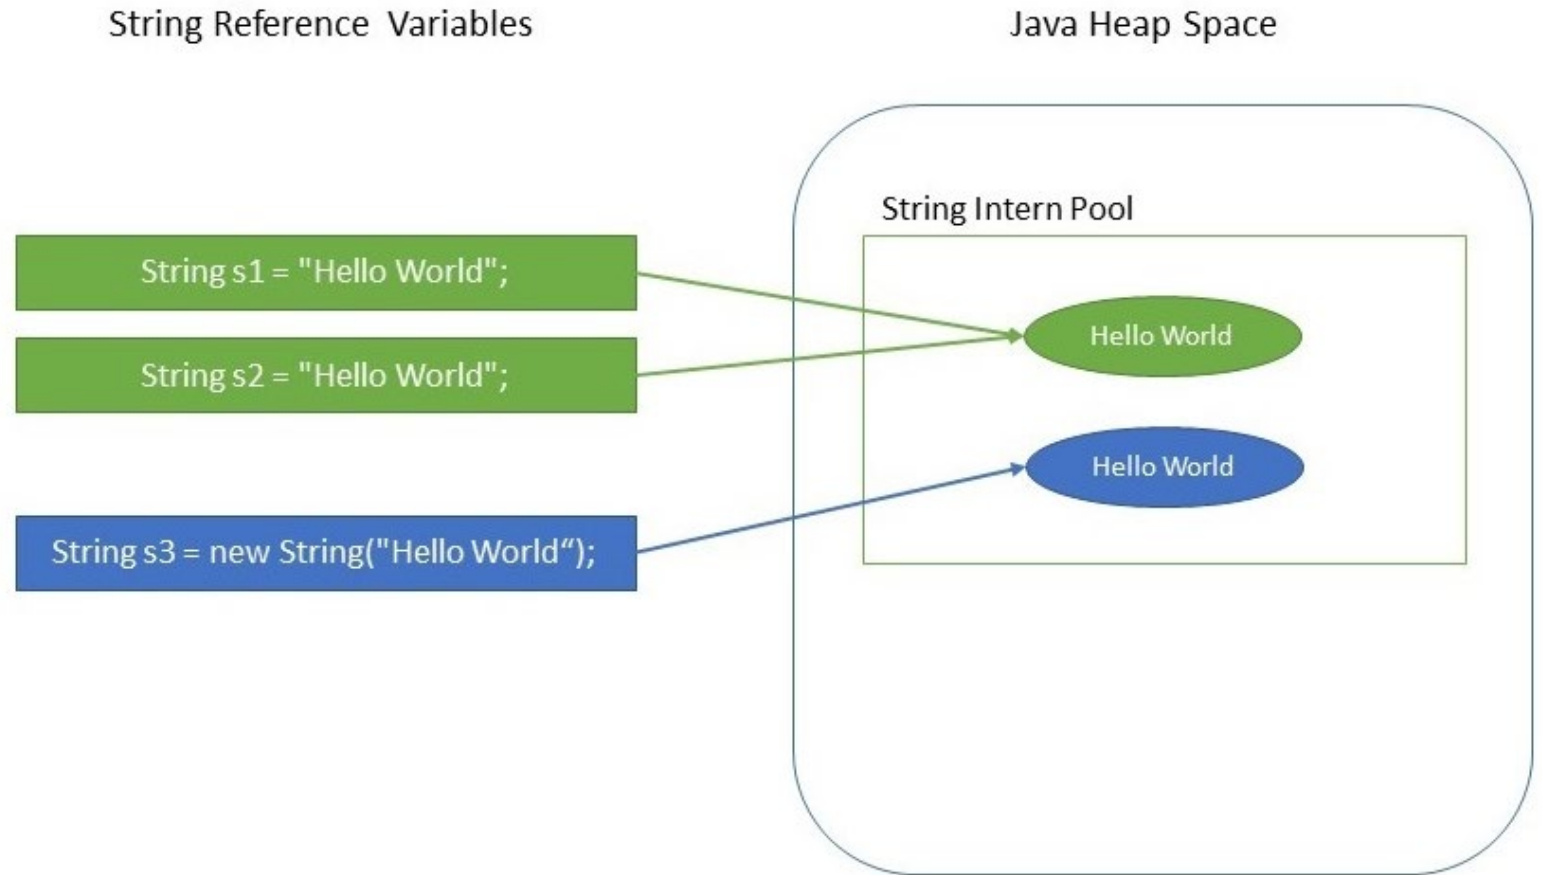 String Reference Variables
Java Heap Space
String Intern Pool
String s1 = "Hello World";
String s2 = "Hello World";
String s3 = new String("Hello World“);
Hello World
Hello World